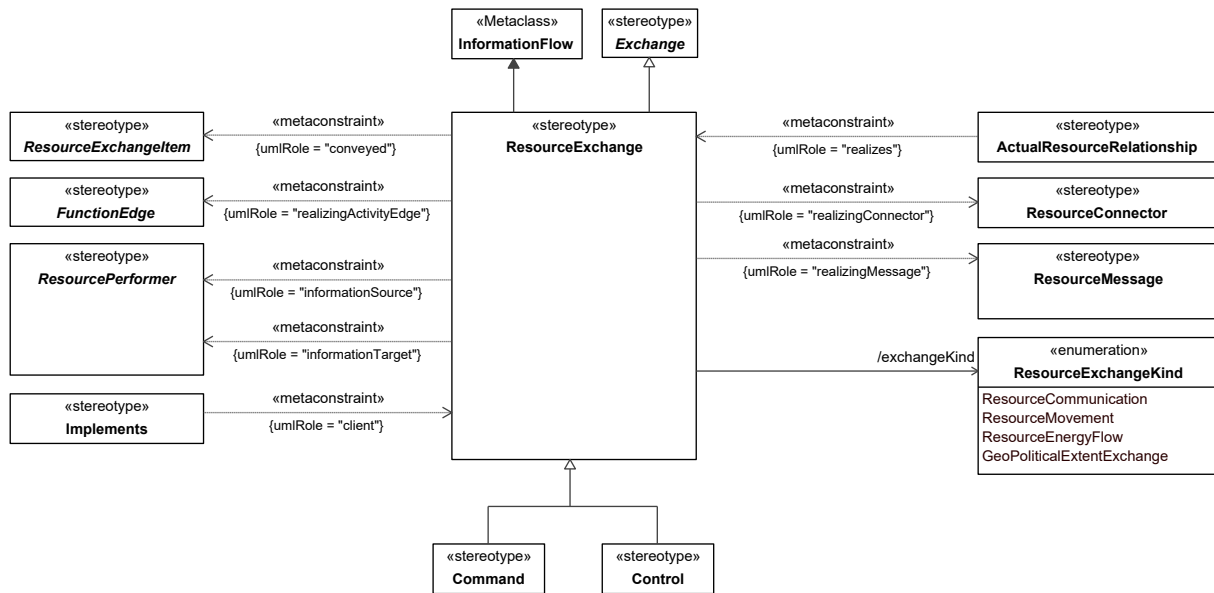 «Metaclass»
InformationFlow
«stereotype»
Exchange
«stereotype»
ResourceExchange
«stereotype»
ResourceExchangeItem
«metaconstraint»
{umlRole = "conveyed"}
«stereotype»
FunctionEdge
«metaconstraint»
{umlRole = "realizingActivityEdge"}
«stereotype»
ResourcePerformer
«metaconstraint»
{umlRole = "informationSource"}
«metaconstraint»
{umlRole = "informationTarget"}
«stereotype»
Implements
«metaconstraint»
{umlRole = "client"}
«metaconstraint»
{umlRole = "realizes"}
«stereotype»
ActualResourceRelationship
«metaconstraint»
{umlRole = "realizingConnector"}
«stereotype»
ResourceConnector
«metaconstraint»
{umlRole = "realizingMessage"}
«stereotype»
ResourceMessage
/exchangeKind
«enumeration»
ResourceExchangeKind
ResourceCommunication
ResourceMovement
ResourceEnergyFlow
GeoPoliticalExtentExchange
«stereotype»
Command
«stereotype»
Control